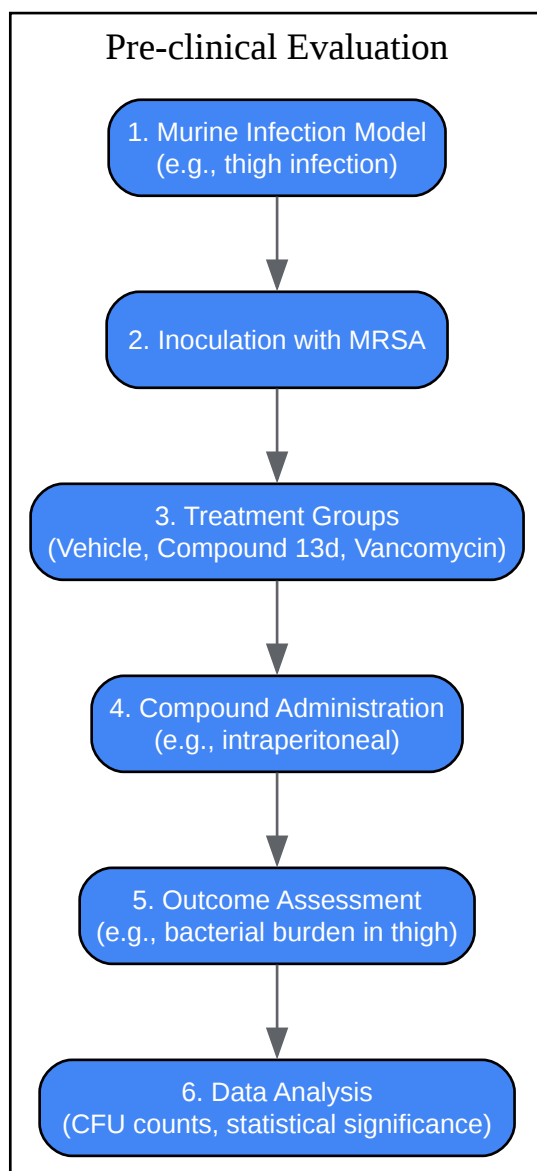 Pre-clinical Evaluation
1. Murine Infection Model
(e.g., thigh infection)
2. Inoculation with MRSA
3. Treatment Groups
(Vehicle, Compound 13d, Vancomycin)
4. Compound Administration
(e.g., intraperitoneal)
5. Outcome Assessment
(e.g., bacterial burden in thigh)
6. Data Analysis
(CFU counts, statistical significance)